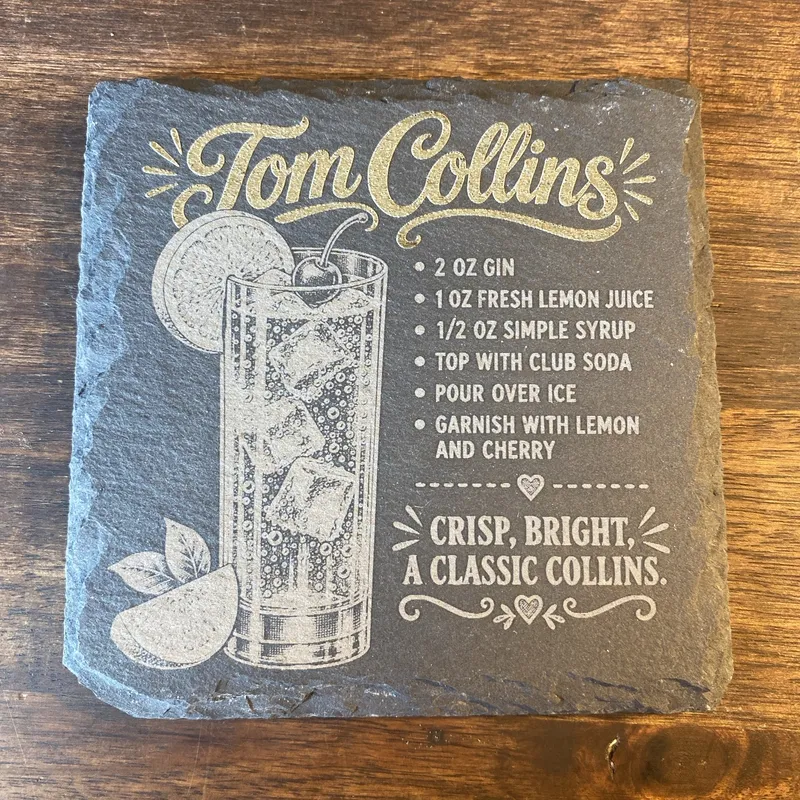 Tom Collins
• 2 OZ GIN
• 1 OZ FRESH LEMON JUICE
• 1/2 OZ SIMPLE SYRUP
• TOP WITH CLUB SODA
• POUR OVER ICE
• GARNISH WITH LEMON
AND CHERRY
CRISP, BRIGHT,
A CLASSIC COLLINS.